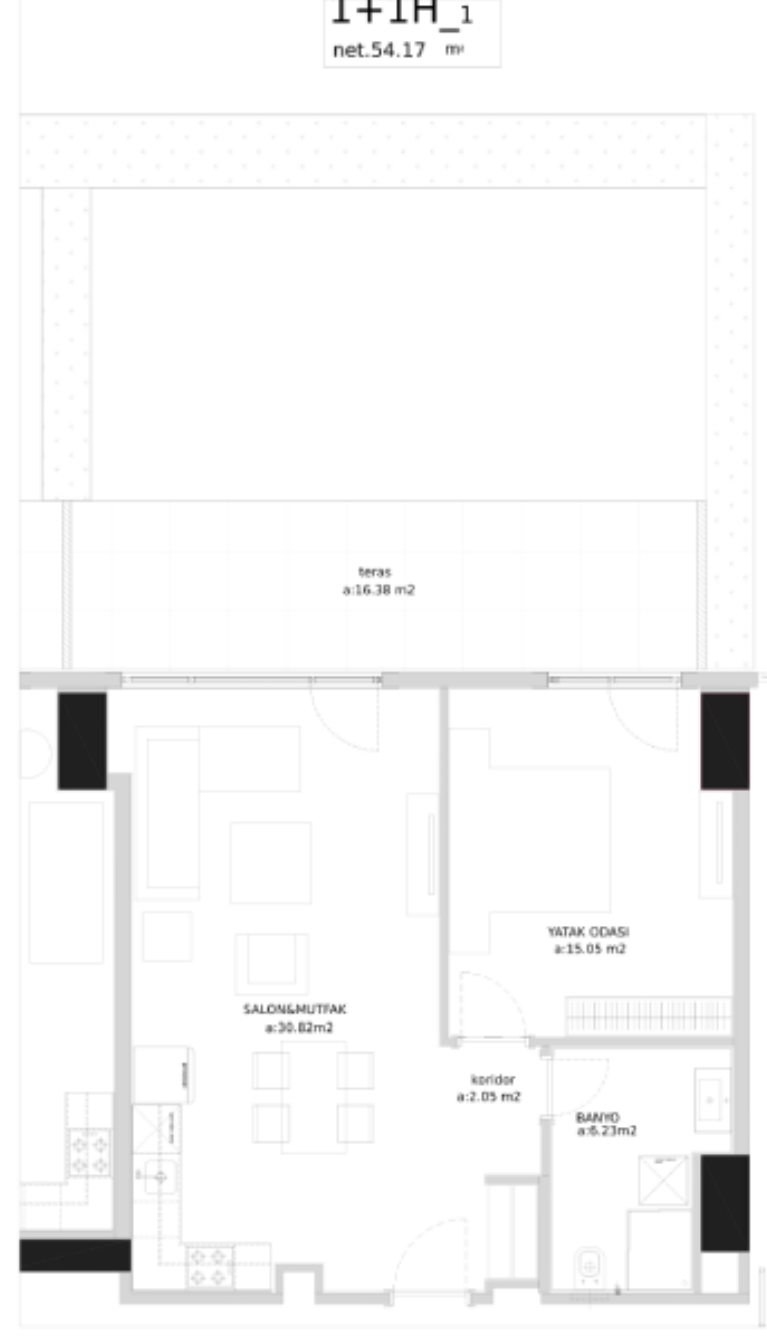 1+1H_1
net.54.17 m²
teras
a:16.38 m2
YATAK ODASI
a:15.05 m2
SALON&MUTFAK
a:30.82m2
koridor
a:2.05 m2
BANYO
a:6.23m2